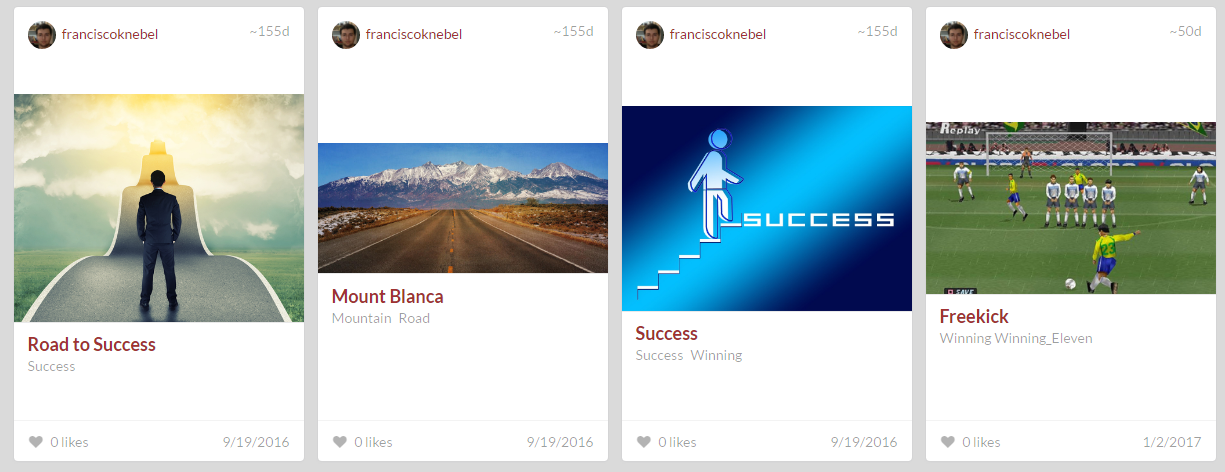 franciscoknebel ~155d
Road to Success
Success
0 likes 9/19/2016
franciscoknebel ~155d
Mount Blanca
Mountain Road
0 likes 9/19/2016
franciscoknebel ~155d
SUCCESS
Success
Success Winning
0 likes 9/19/2016
franciscoknebel ~50d
Replay
23
SAVE
Freekick
Winning Winning_Eleven
0 likes 1/2/2017